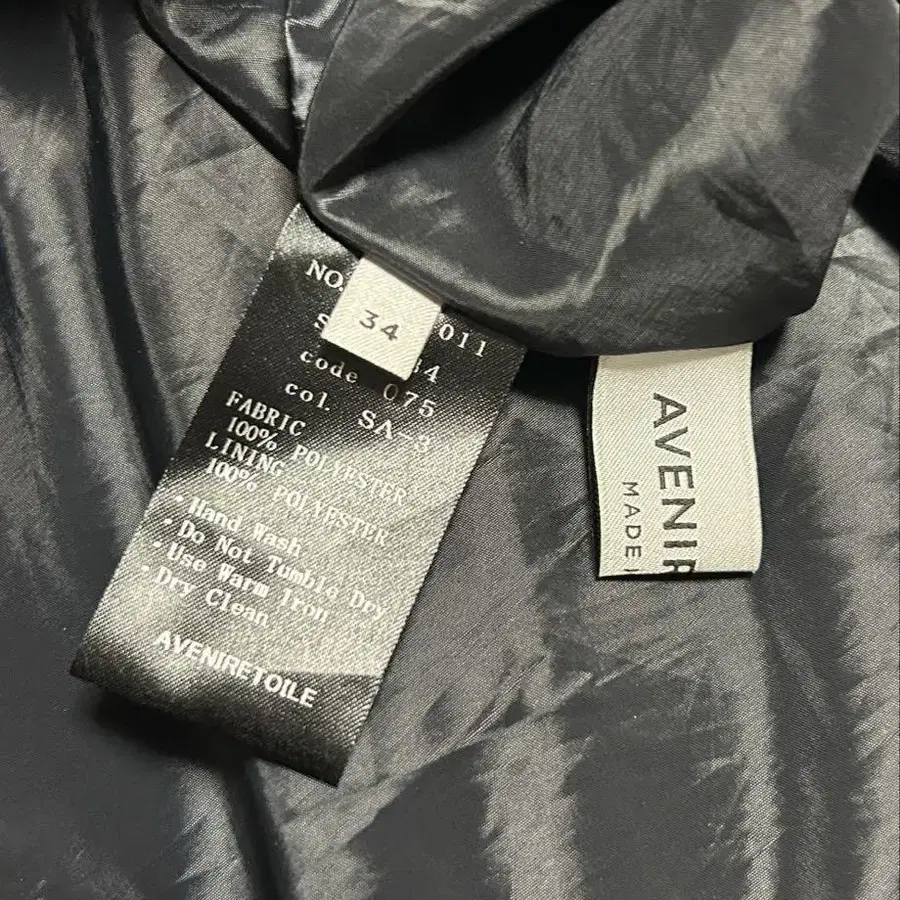 NO. 011
34
S 34
code 075
col. SA-3
FABRIC
100% POLYESTER
LINING
100% POLYESTER
· Hand Wash
· Do Not Tumble Dry
· Use Warm Iron
· Dry Clean
AVENIRETOILE
AVENIR
MADE